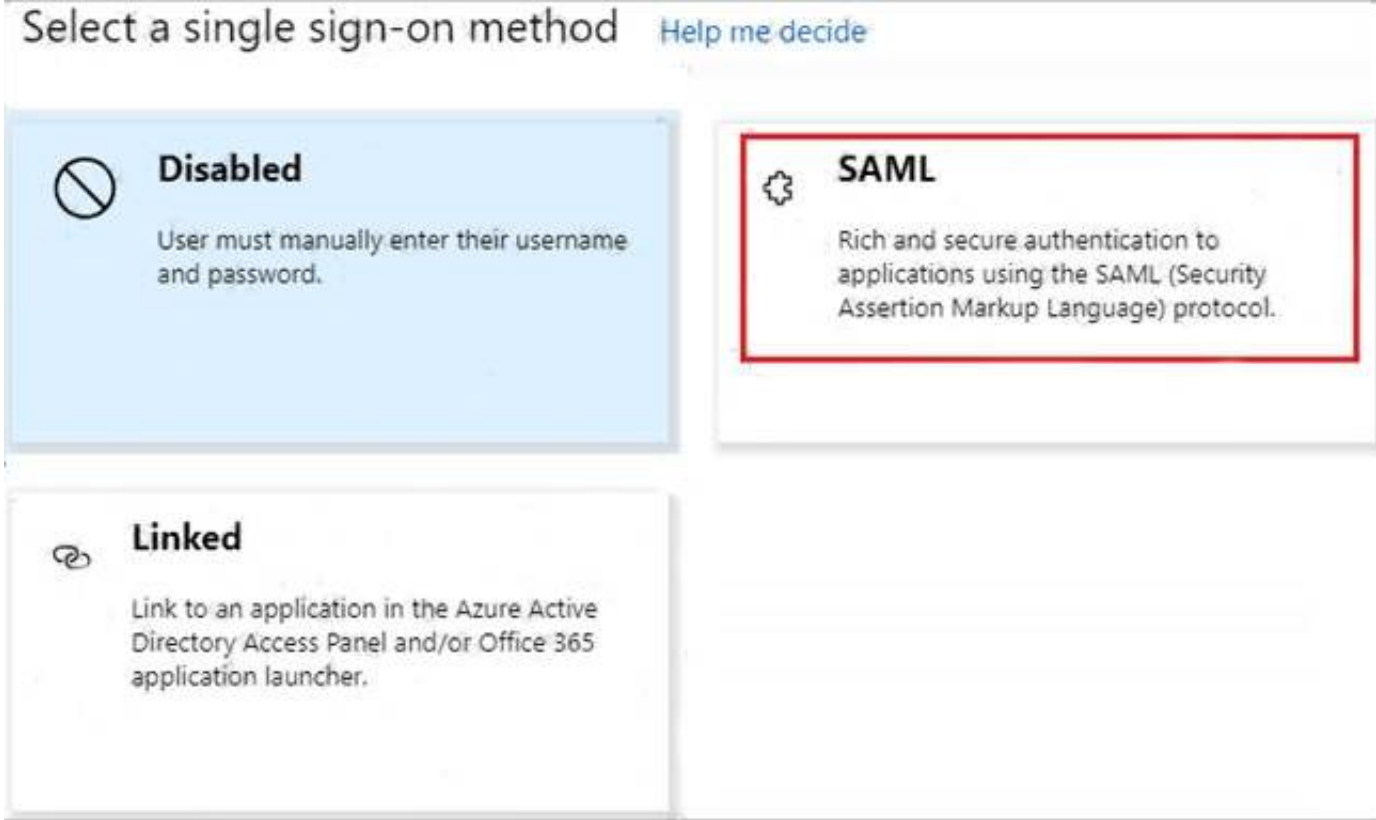 Select a single sign-on method Help me decide
Disabled
User must manually enter their username
and password.
SAML
Rich and secure authentication to
applications using the SAML (Security
Assertion Markup Language) protocol.
Linked
Link to an application in the Azure Active
Directory Access Panel and/or Office 365
application launcher.